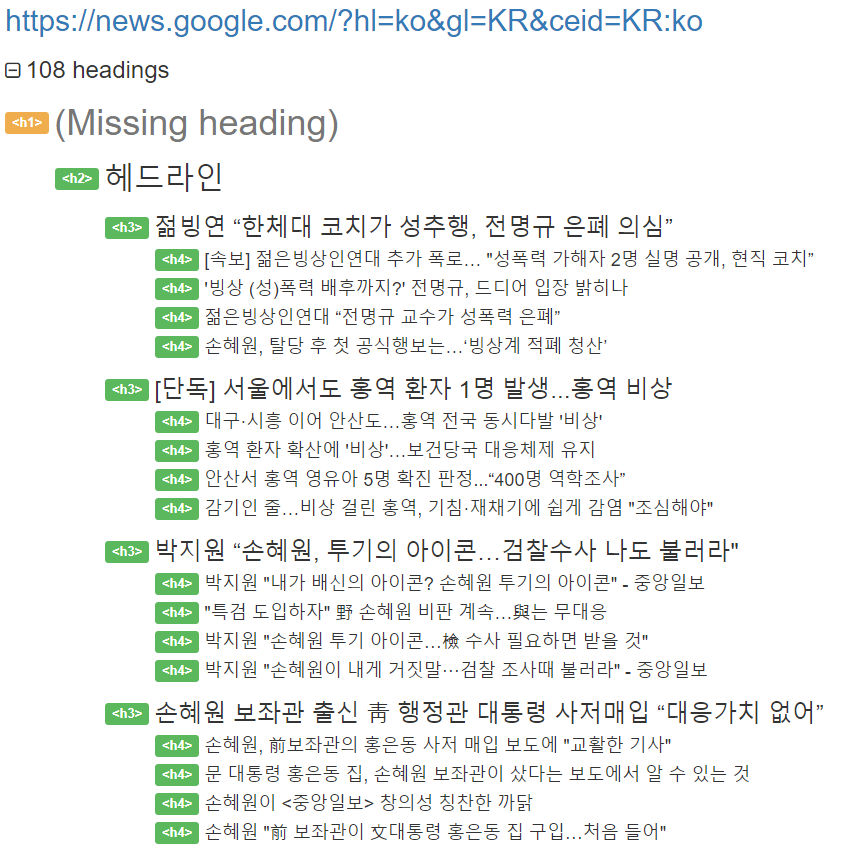 https://news.google.com/?hl=ko&gl=KR&ceid=KR:ko
108 headings
<h1> (Missing heading)
<h2> 헤드라인
<h3> 젊빙연 “한체대 코치가 성추행, 전명규 은폐 의심”
<h4> [속보] 젊은빙상인연대 추가 폭로… "성폭력 가해자 2명 실명 공개, 현직 코치”
<h4> '빙상 (성)폭력 배후까지?' 전명규, 드디어 입장 밝히나
<h4> 젊은빙상인연대 “전명규 교수가 성폭력 은폐”
<h4> 손혜원, 탈당 후 첫 공식행보는…‘빙상계 적폐 청산’
<h3> [단독] 서울에서도 홍역 환자 1명 발생...홍역 비상
<h4> 대구·시흥 이어 안산도…홍역 전국 동시다발 '비상'
<h4> 홍역 환자 확산에 '비상'…보건당국 대응체제 유지
<h4> 안산서 홍역 영유아 5명 확진 판정...“400명 역학조사”
<h4> 감기인 줄…비상 걸린 홍역, 기침·재채기에 쉽게 감염 "조심해야"
<h3> 박지원 “손혜원, 투기의 아이콘…검찰수사 나도 불러라"
<h4> 박지원 "내가 배신의 아이콘? 손혜원 투기의 아이콘" - 중앙일보
<h4> "특검 도입하자" 野 손혜원 비판 계속…與는 무대응
<h4> 박지원 "손혜원 투기 아이콘…檢 수사 필요하면 받을 것"
<h4> 박지원 "손혜원이 내게 거짓말⋯검찰 조사때 불러라" - 중앙일보
<h3> 손혜원 보좌관 출신 靑 행정관 대통령 사저매입 “대응가치 없어”
<h4> 손혜원, 前보좌관의 홍은동 사저 매입 보도에 "교활한 기사"
<h4> 문 대통령 홍은동 집, 손혜원 보좌관이 샀다는 보도에서 알 수 있는 것
<h4> 손혜원이 <중앙일보> 창의성 칭찬한 까닭
<h4> 손혜원 "前 보좌관이 文대통령 홍은동 집 구입…처음 들어"